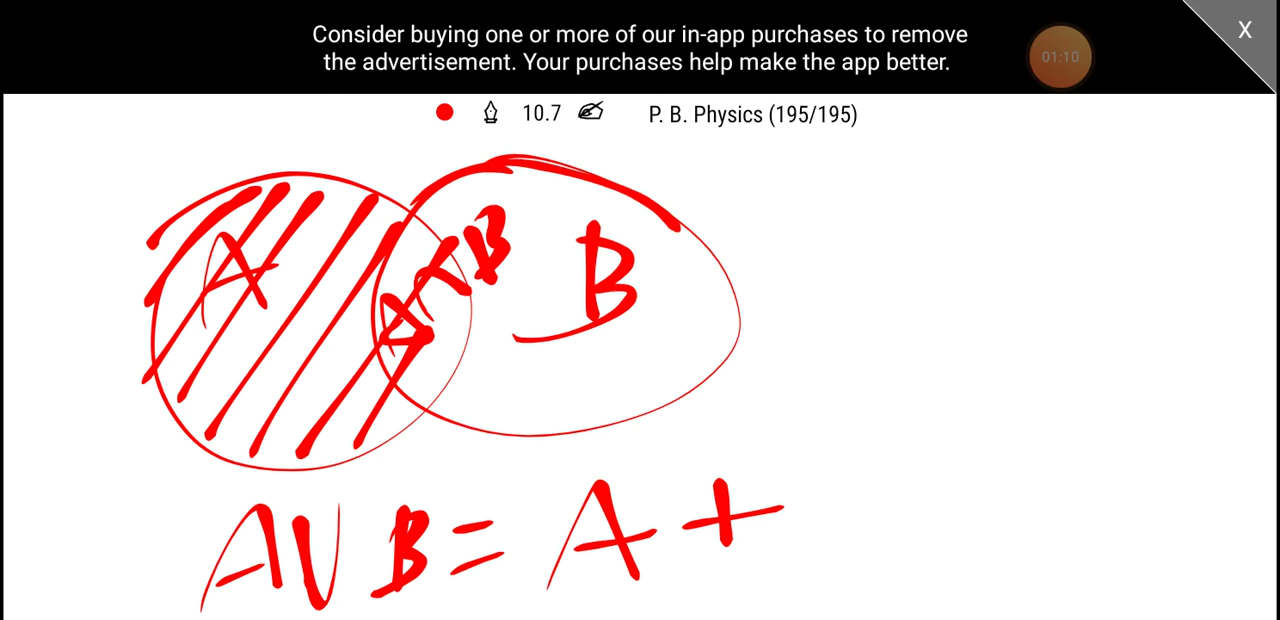 Consider buying one or more of our in-app purchases to remove
the advertisement. Your purchases help make the app better.
01:10
X
10.7 P. B. Physics (195/195)
A
A∩B
B
A∪B = A +